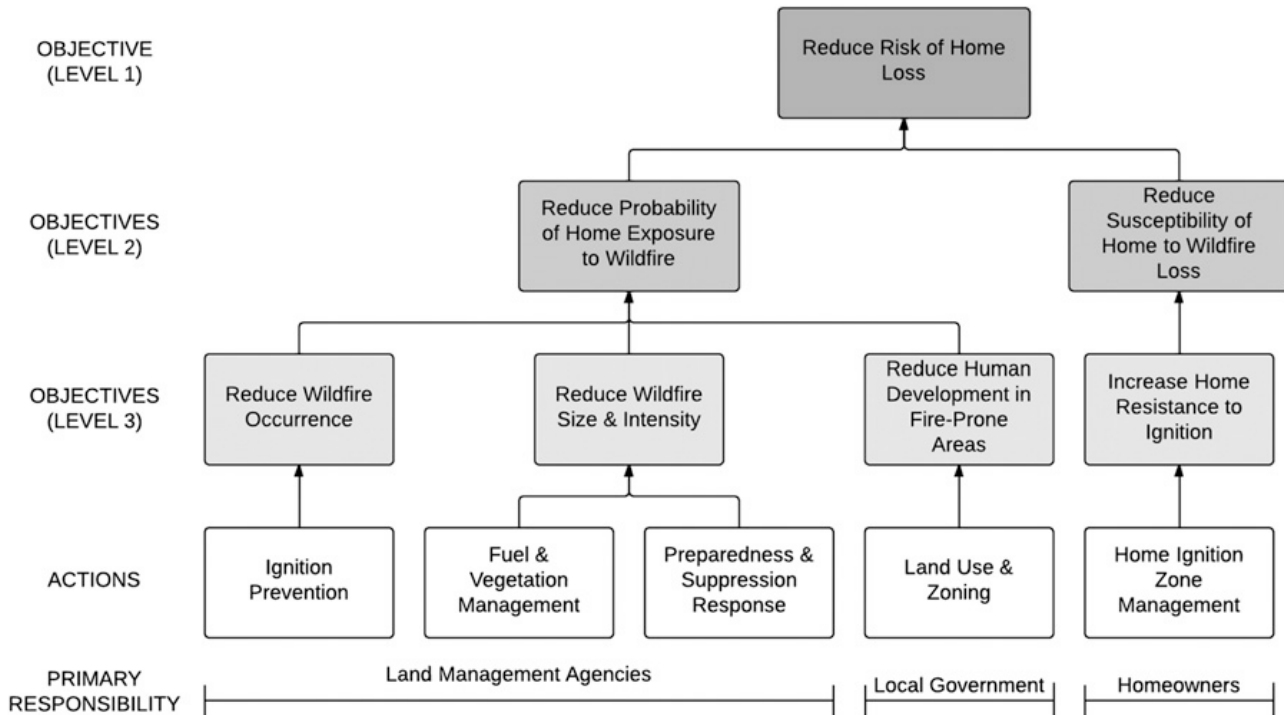 OBJECTIVE
(LEVEL 1)
Reduce Risk of Home
Loss
OBJECTIVES
(LEVEL 2)
Reduce Probability
of Home Exposure
to Wildfire
Reduce
Susceptibility of
Home to Wildfire
Loss
OBJECTIVES
(LEVEL 3)
Reduce Wildfire
Occurrence
Reduce Wildfire
Size & Intensity
Reduce Human
Development in
Fire-Prone
Areas
Increase Home
Resistance to
Ignition
ACTIONS
Ignition
Prevention
Fuel &
Vegetation
Management
Preparedness &
Suppression
Response
Land Use &
Zoning
Home Ignition
Zone
Management
PRIMARY
RESPONSIBILITY
Land Management Agencies
Local Government
Homeowners